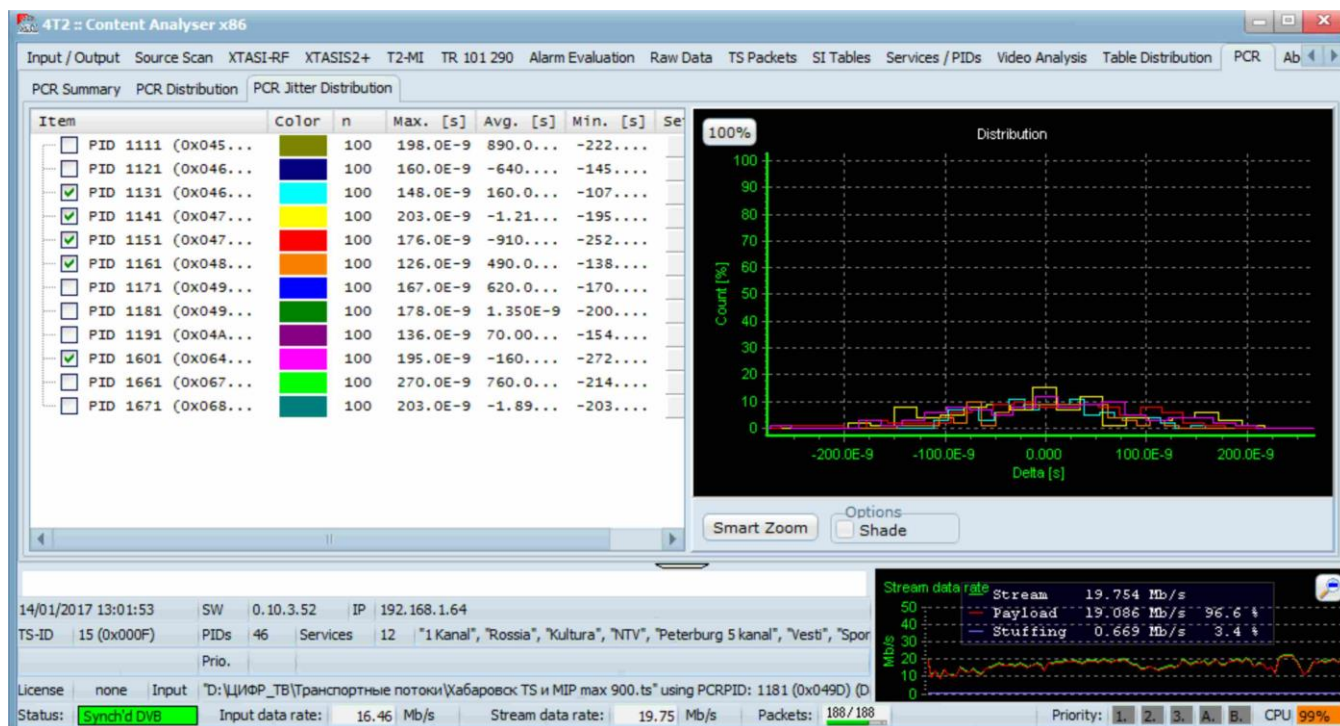 4T2 :: Content Analyser x86
Input / Output Source Scan XTASI-RF XTASIS2+ T2-MI TR 101 290 Alarm Evaluation Raw Data TS Packets SI Tables Services / PIDs Video Analysis Table Distribution PCR Ab
PCR Summary PCR Distribution PCR Jitter Distribution
Item Color n Max. [s] Avg. [s] Min. [s] Se
PID 1111 (0x045... 100 198.0E-9 890.0... -222....
PID 1121 (0x046... 100 160.0E-9 -640.... -145....
PID 1131 (0x046... 100 148.0E-9 160.0... -107....
PID 1141 (0x047... 100 203.0E-9 -1.21... -195....
PID 1151 (0x047... 100 176.0E-9 -910.... -252....
PID 1161 (0x048... 100 126.0E-9 490.0... -138....
PID 1171 (0x049... 100 167.0E-9 620.0... -170....
PID 1181 (0x049... 100 178.0E-9 1.350E-9 -200....
PID 1191 (0x04A... 100 136.0E-9 70.00... -154....
PID 1601 (0x064... 100 195.0E-9 -160.... -272....
PID 1661 (0x067... 100 270.0E-9 760.0... -214....
PID 1671 (0x068... 100 203.0E-9 -1.89... -203....
100%
Distribution
100
90
80
70
60
50
40
30
20
10
0
Count [%]
-200.0E-9 -100.0E-9 0.000 100.0E-9 200.0E-9
Delta [s]
Smart Zoom
Options
Shade
14/01/2017 13:01:53 SW 0.10.3.52 IP 192.168.1.64
TS-ID 15 (0x000F) PIDs 46 Services 12 "1 Kanal", "Rossia", "Kultura", "NTV", "Peterburg 5 kanal", "Vesti", "Spor
Prio.
License none Input "D:\ЦИФР_ТВ\Транспортные потоки\Хабаровск TS и MIP max 900.ts" using PCRPID: 1181 (0x049D) (D
Stream data rate
Stream 19.754 Mb/s
Payload 19.086 Mb/s 96.6 %
Stuffing 0.669 Mb/s 3.4 %
50
40
30
20
10
0
Mb/s
Status: Synch'd DVB Input data rate: 16.46 Mb/s Stream data rate: 19.75 Mb/s Packets: 188/188 Priority: 1. 2. 3. A. B. CPU 99%